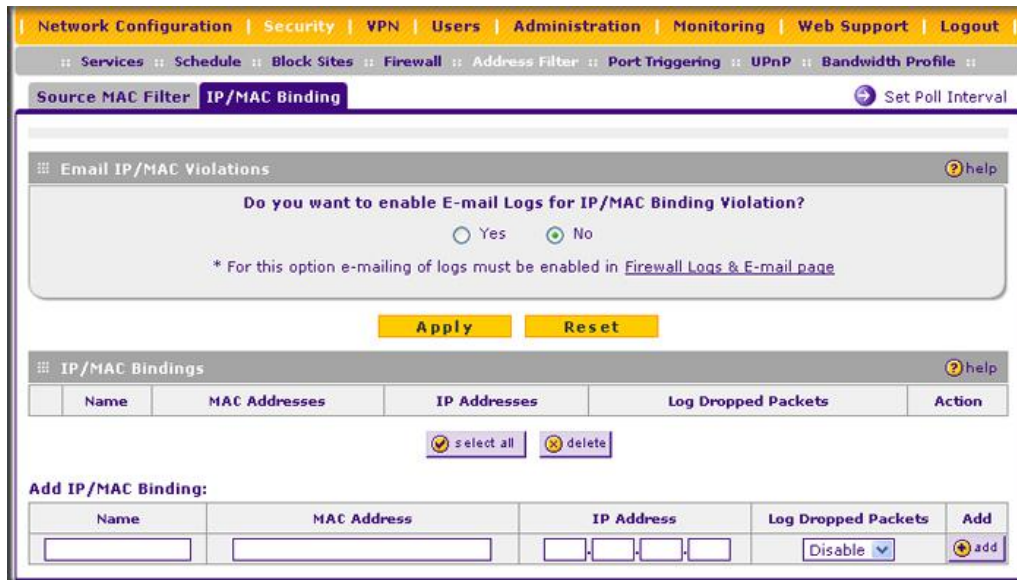 Network Configuration | Security | VPN | Users | Administration | Monitoring | Web Support | Logout
:: Services :: Schedule :: Block Sites :: Firewall :: Address Filter :: Port Triggering :: UPnP :: Bandwidth Profile ::
Source MAC Filter IP/MAC Binding Set Poll Interval
Email IP/MAC Violations help
Do you want to enable E-mail Logs for IP/MAC Binding Violation?
Yes No
* For this option e-mailing of logs must be enabled in Firewall Logs & E-mail page
Apply Reset
IP/MAC Bindings help
Name MAC Addresses IP Addresses Log Dropped Packets Action
select all delete
Add IP/MAC Binding:
Name MAC Address IP Address Log Dropped Packets Add
. . . Disable add